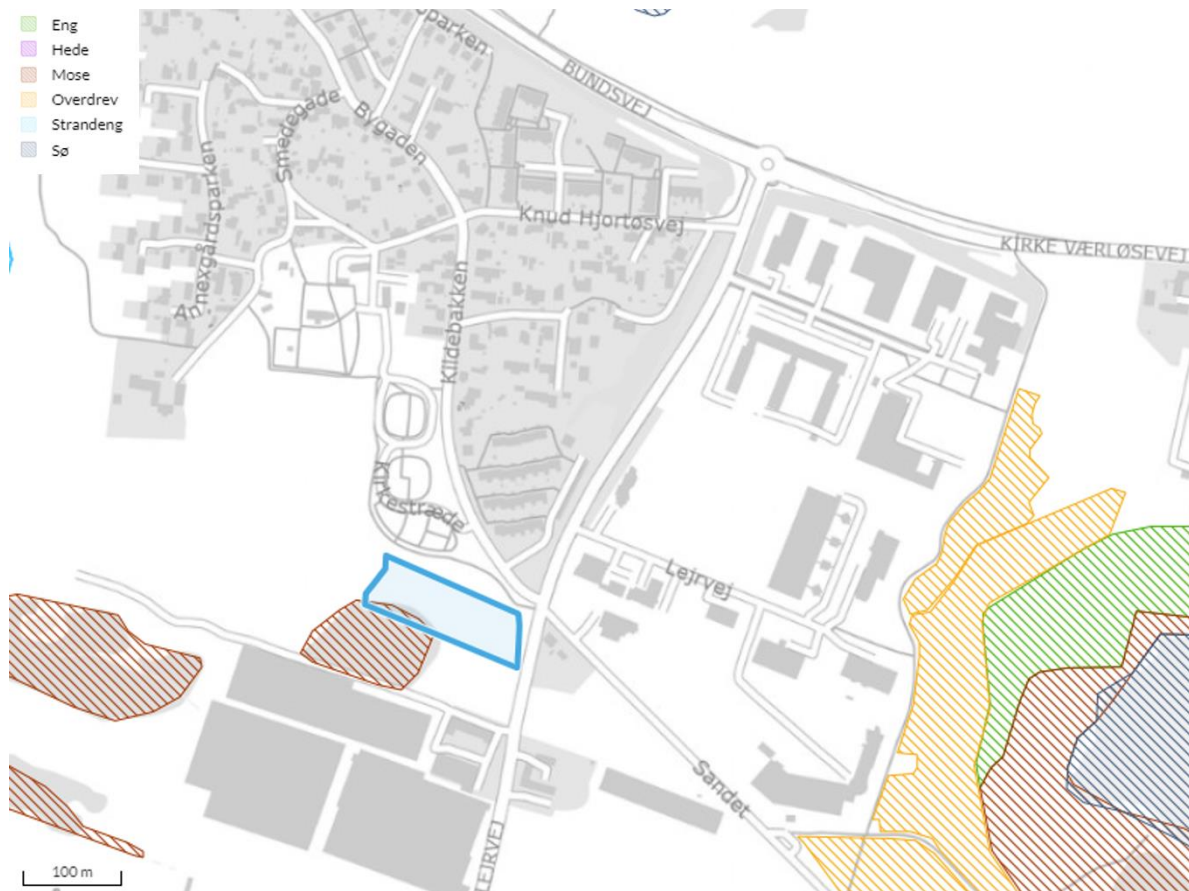 Eng
Hede
Mose
Overdrev
Strandeng
Sø
BUNDSVEJ
Smedegade
Bygaden
Annexgårdsparken
Knud Hjortøsvej
KIRKE VÆRLØSEVEJ
Kildebakken
Kirkestræde
Lejrvej
Sandet
LEJRVEJ
100 m